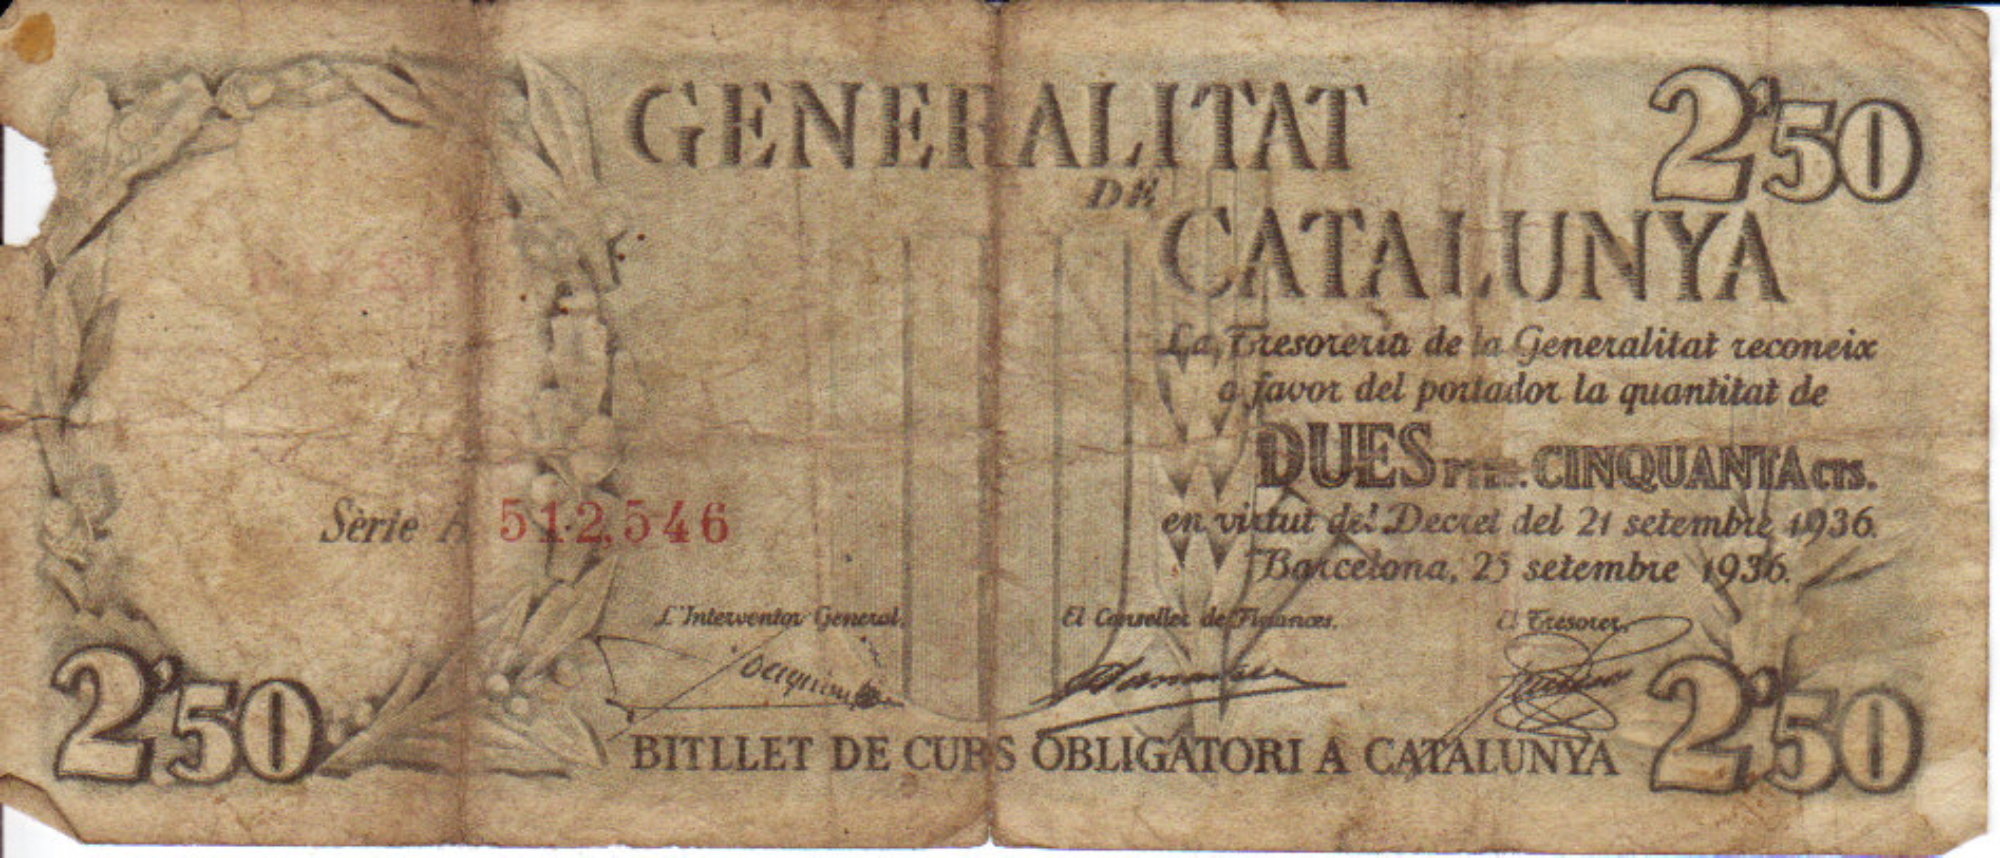 GENERALITAT
2'50
DE
CATALUNYA
La Tresoreria de la Generalitat reconeix
a favor del portador la quantitat de
DUES PTES. CINQUANTA CTS.
en virtut del Decret del 21 setembre 1936.
Barcelona, 25 setembre 1936.
Sèrie A 512,546
L'Interventor General,
El Conseller de Finances,
El Tresorer,
2'50
BITLLET DE CURS OBLIGATORI A CATALUNYA
2'50